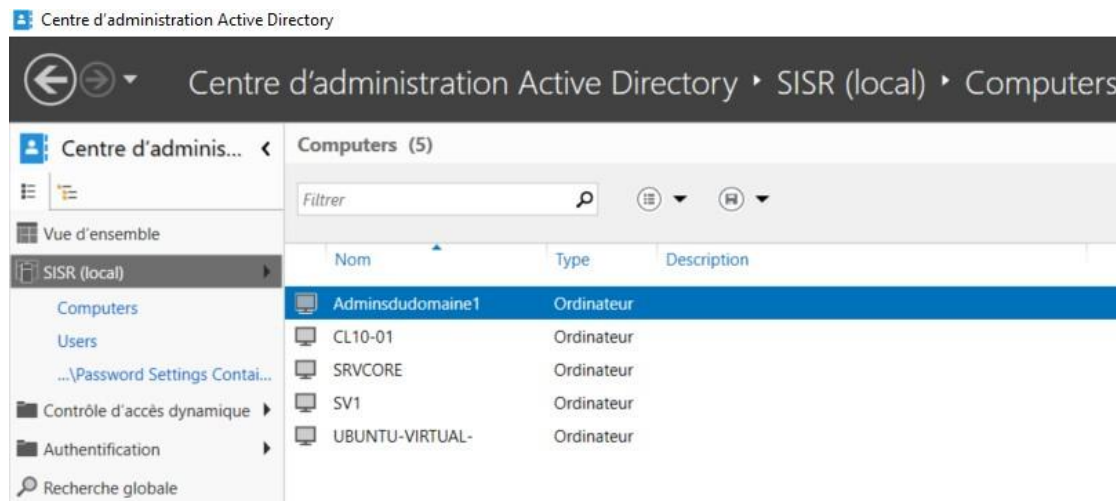 Centre d'administration Active Directory
Centre d'administration Active Directory ‣ SISR (local) ‣ Computers
Centre d'adminis...
Vue d'ensemble
SISR (local)
Computers
Users
...\Password Settings Contai...
Contrôle d'accès dynamique
Authentification
Recherche globale
Computers (5)
Filtrer
Nom Type Description
Adminsdudomaine1 Ordinateur
CL10-01 Ordinateur
SRVCORE Ordinateur
SV1 Ordinateur
UBUNTU-VIRTUAL- Ordinateur